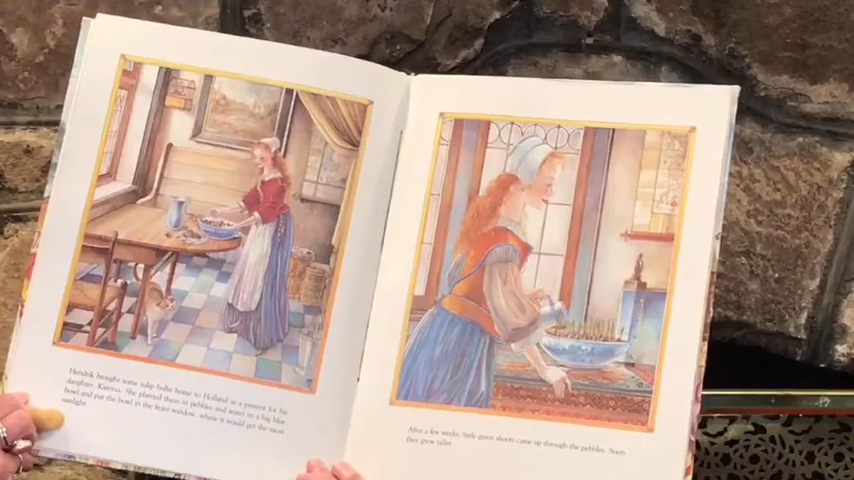 Hendrik brought some tulip bulbs home to Holland as a present for his
daughter, Katrina. She planted them in pebbles and water in a big blue
bowl and put the bowl in the front window, where it would get the most
sunlight.
After a few weeks, little green shoots came up through the pebbles. Soon
they grew taller.